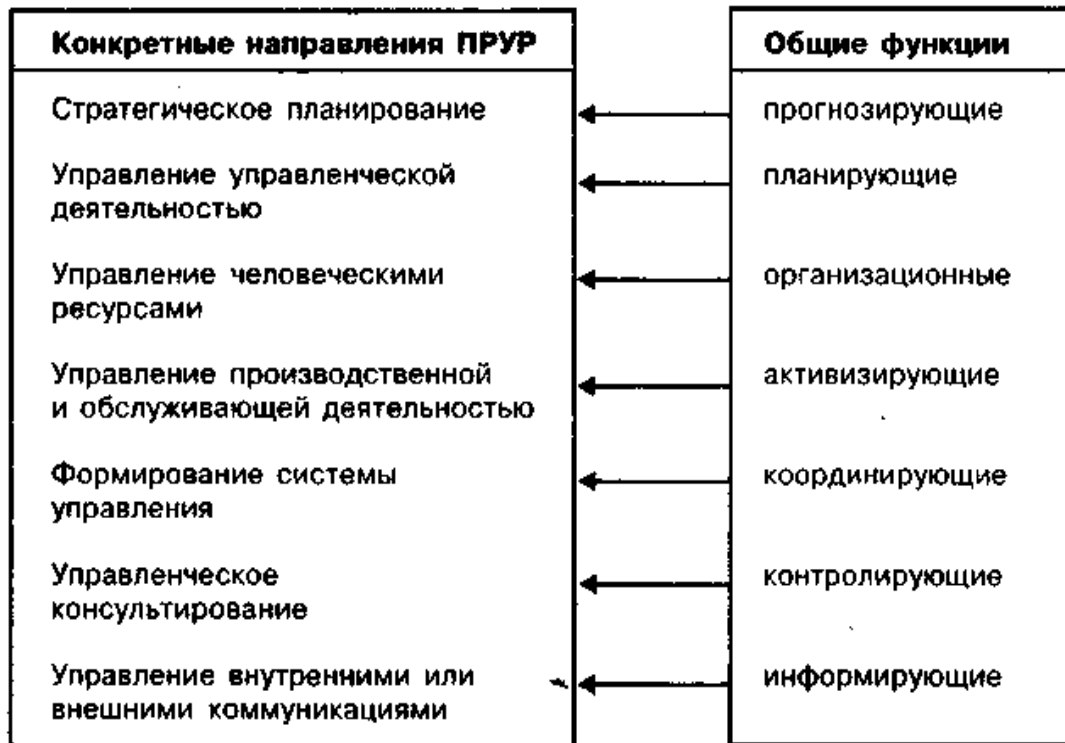 Конкретные направления ПРУР
Общие функции
Стратегическое планирование
прогнозирующие
Управление управленческой
деятельностью
планирующие
Управление человеческими
ресурсами
организационные
Управление производственной
и обслуживающей деятельностью
активизирующие
Формирование системы
управления
координирующие
Управленческое
консультирование
контролирующие
Управление внутренними или
внешними коммуникациями
информирующие